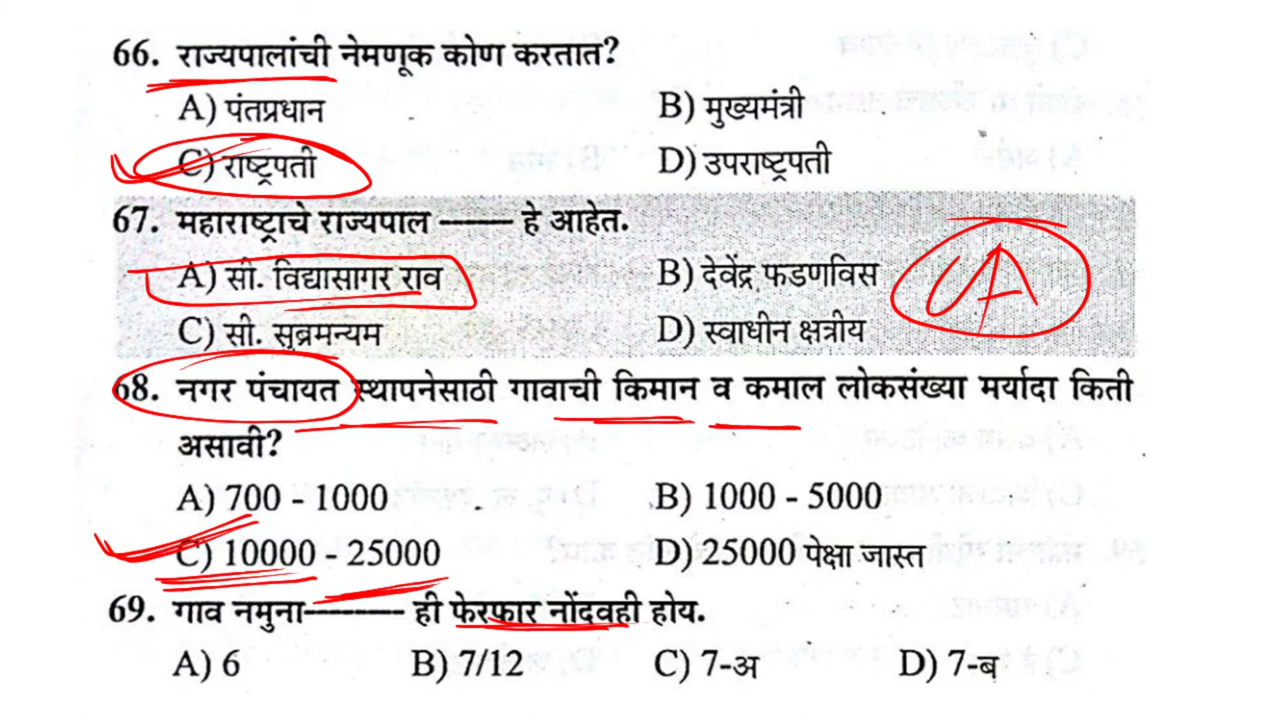 66. राज्यपालांची नेमणूक कोण करतात?
A) पंतप्रधान B) मुख्यमंत्री
C) राष्ट्रपती D) उपराष्ट्रपती
67. महाराष्ट्राचे राज्यपाल ------ हे आहेत.
A) सी. विद्यासागर राव B) देवेंद्र फडणविस
C) सी. सुब्रमन्यम D) स्वाधीन क्षत्रीय
A
68. नगर पंचायत स्थापनेसाठी गावाची किमान व कमाल लोकसंख्या मर्यादा किती
असावी?
A) 700 - 1000 B) 1000 - 5000
C) 10000 - 25000 D) 25000 पेक्षा जास्त
69. गाव नमुना--------- ही फेरफार नोंदवही होय.
A) 6 B) 7/12 C) 7-अ D) 7-ब